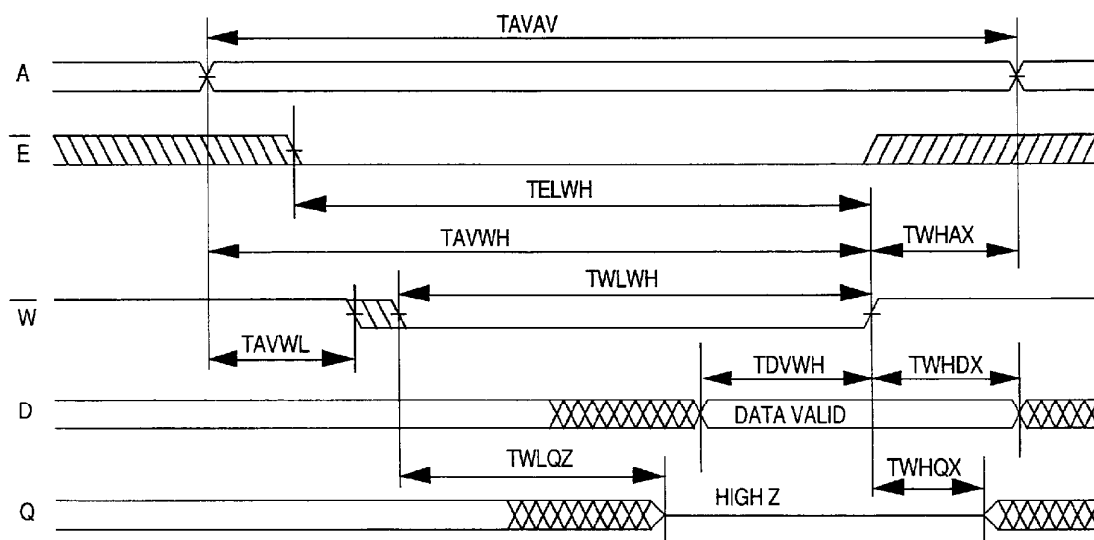 TAVAV
A
E
TELWH
TAVWH
TWHAX
TWLWH
W
TAVWL
TDVWH
TWHDX
D
DATA VALID
TWLQZ
TWHQX
HIGH Z
Q